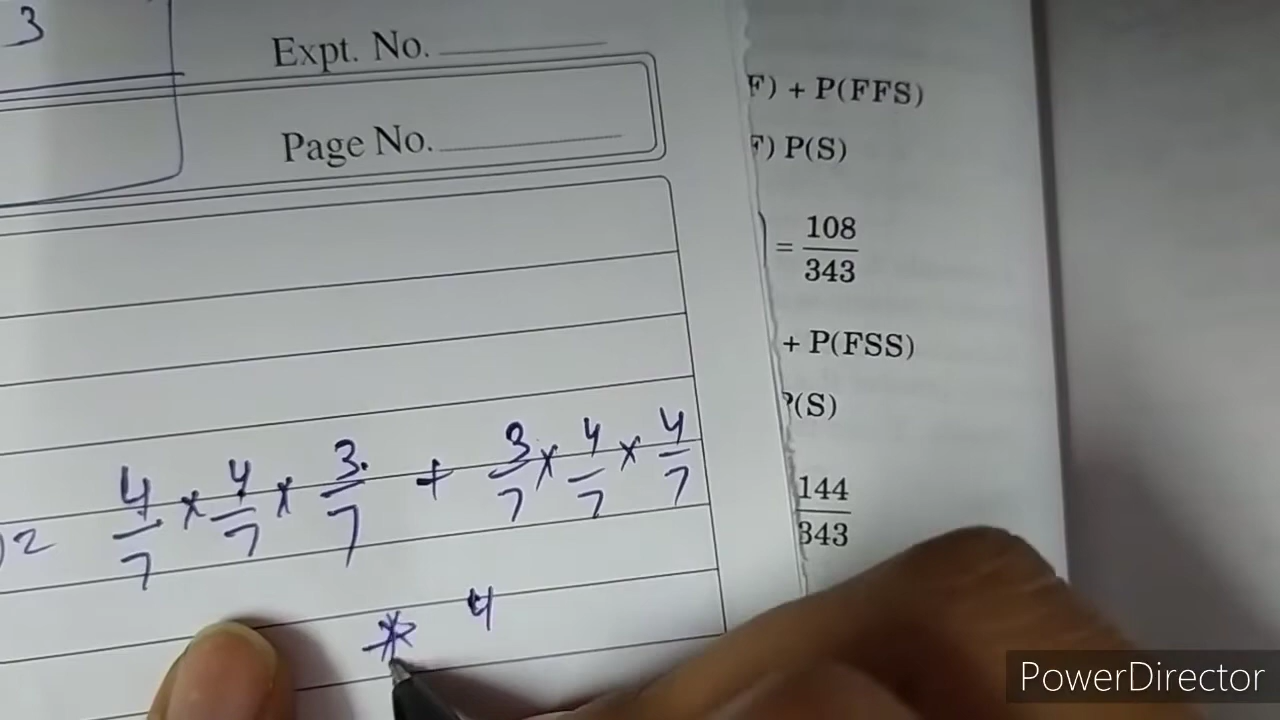 3
Expt. No.
Page No.
F) + P(FFS)
F) P(S)
) = 108/343
+ P(FSS)
P(S)
144/343
)2 4/7 × 4/7 × 3/7 + 3/7 × 4/7 × 4/7
4
PowerDirector